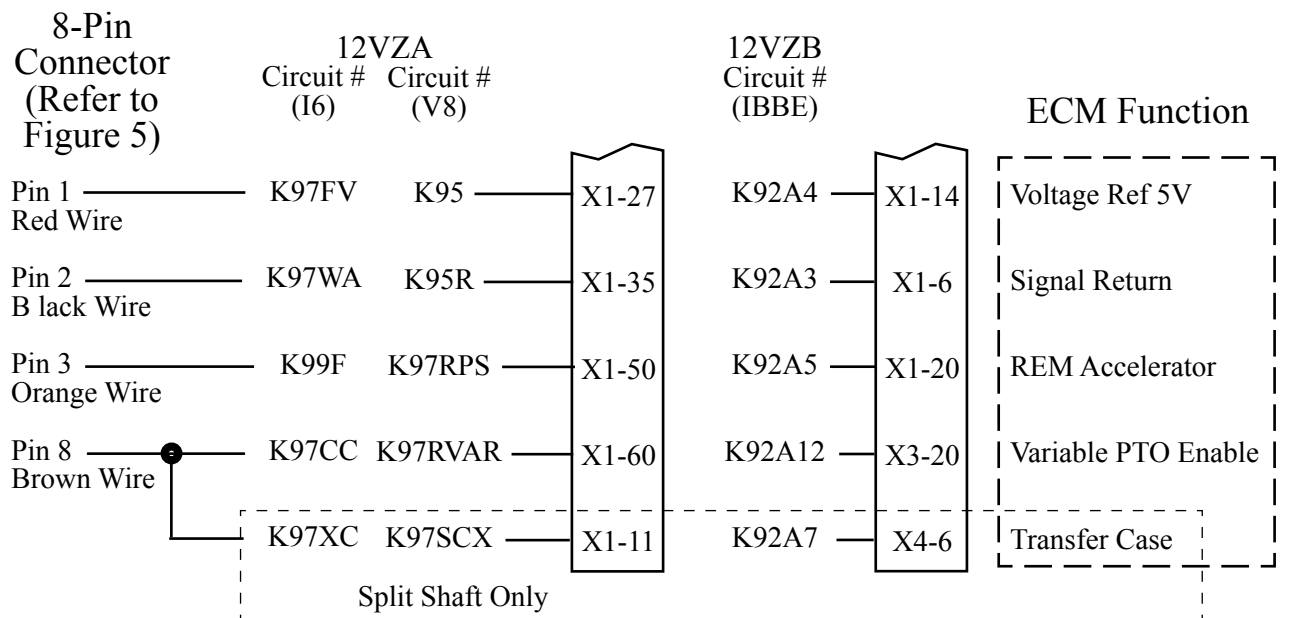 8-Pin
Connector
(Refer to
Figure 5)
12VZA
Circuit # Circuit #
(I6) (V8)
12VZB
Circuit #
(IBBE)
ECM Function
Pin 1 K97FV K95 X1-27 K92A4 X1-14 Voltage Ref 5V
Red Wire
Pin 2 K97WA K95R X1-35 K92A3 X1-6 Signal Return
B lack Wire
Pin 3 K99F K97RPS X1-50 K92A5 X1-20 REM Accelerator
Orange Wire
Pin 8 K97CC K97RVAR X1-60 K92A12 X3-20 Variable PTO Enable
Brown Wire
K97XC K97SCX X1-11 K92A7 X4-6 Transfer Case
Split Shaft Only